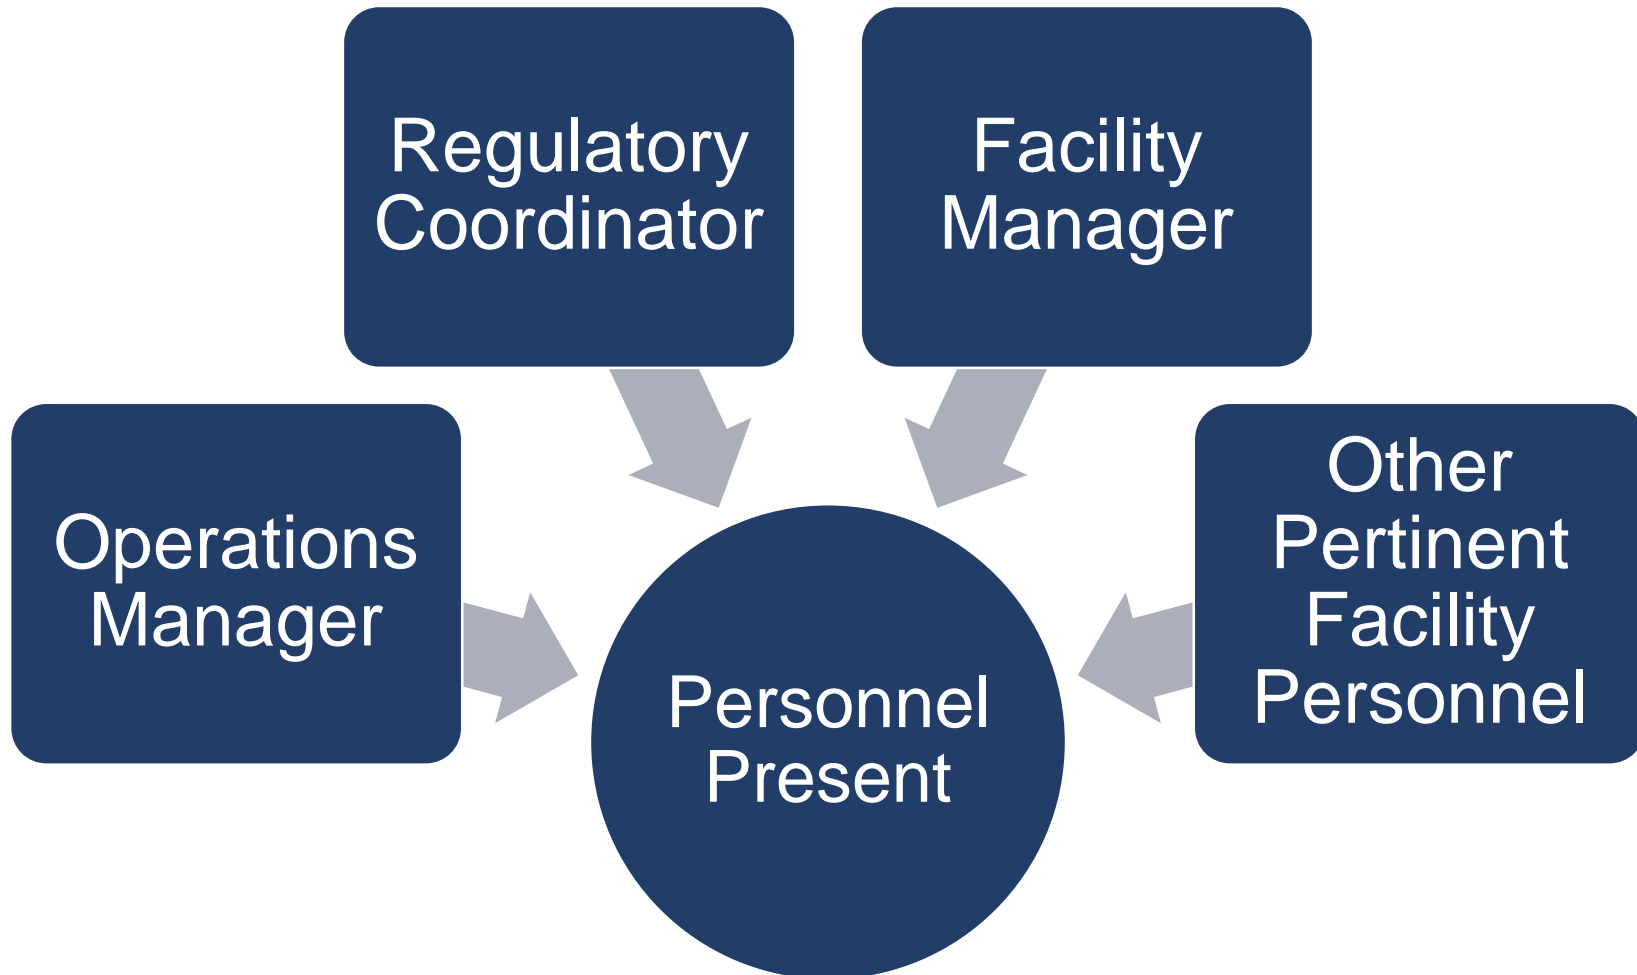 Regulatory
Coordinator
Facility
Manager
Operations
Manager
Other
Pertinent
Facility
Personnel
Personnel
Present